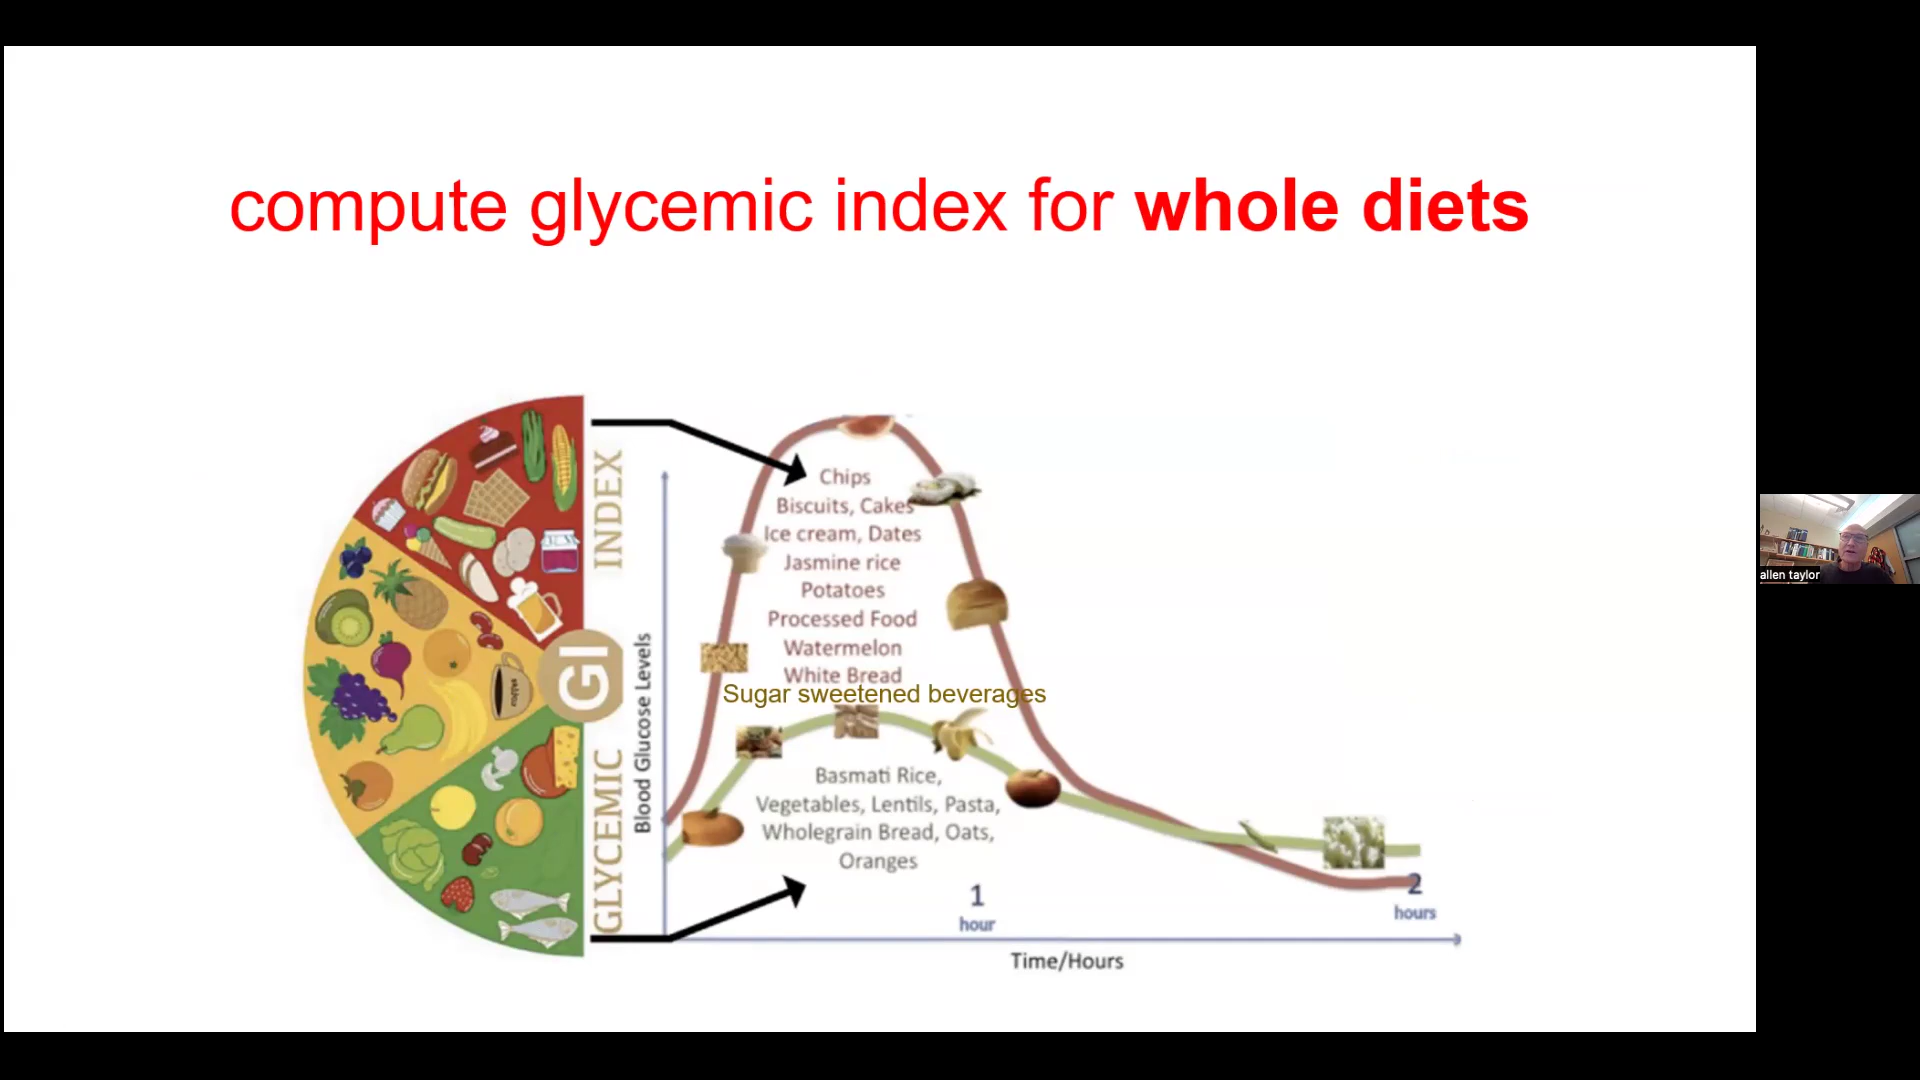 compute glycemic index for whole diets
GLYCEMIC INDEX
GI
Blood Glucose Levels
Chips
Biscuits, Cakes
Ice cream, Dates
Jasmine rice
Potatoes
Processed Food
Watermelon
White Bread
Sugar sweetened beverages
Basmati Rice,
Vegetables, Lentils, Pasta,
Wholegrain Bread, Oats,
Oranges
1
hour
2
hours
Time/Hours
allen taylor